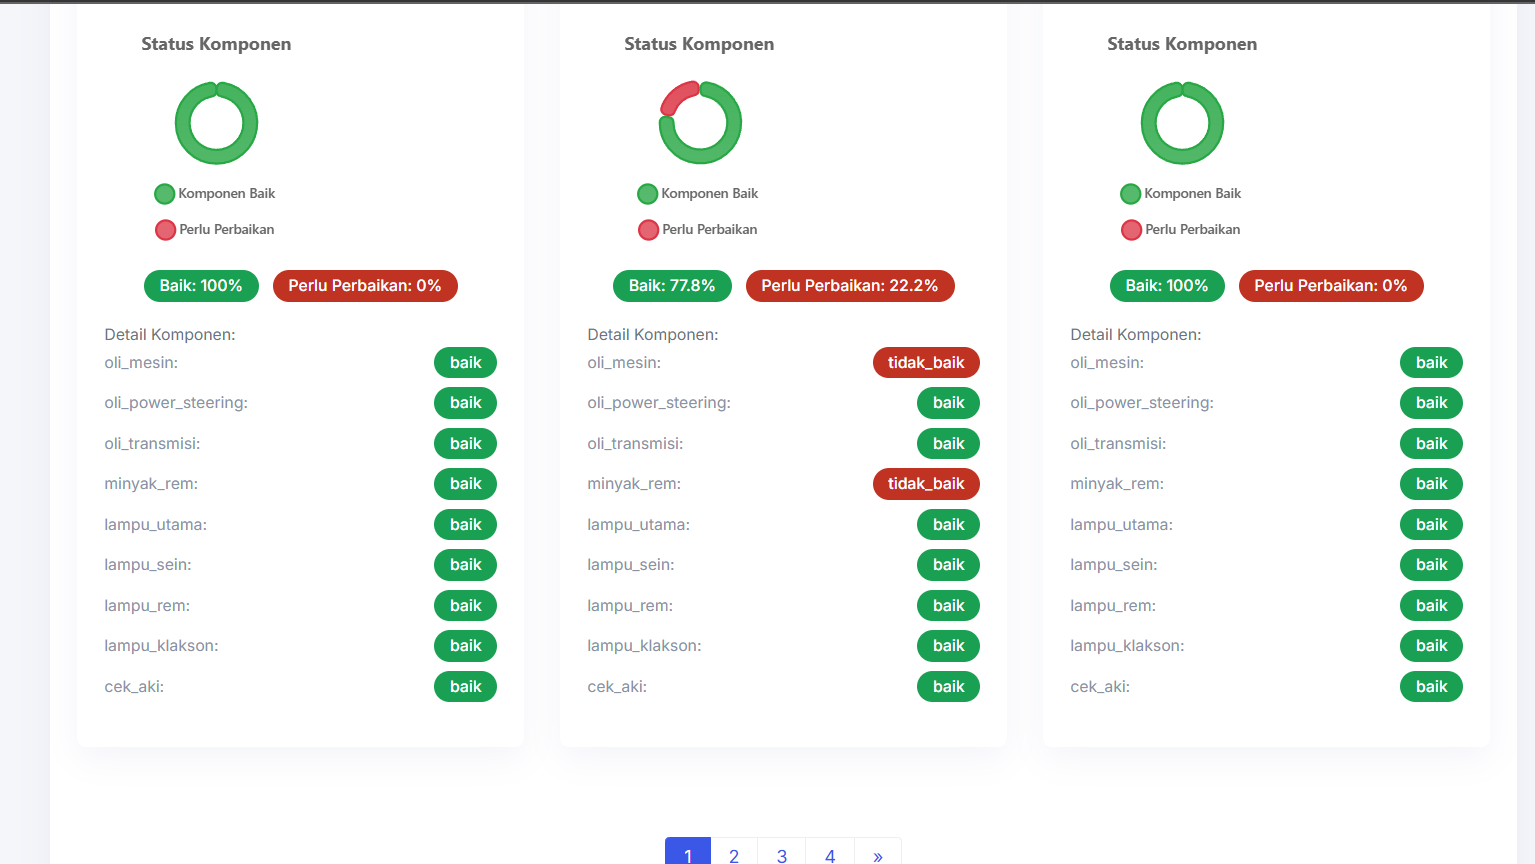 Status Komponen
Komponen Baik
Perlu Perbaikan
Baik: 100% Perlu Perbaikan: 0%
Detail Komponen:
oli_mesin: baik
oli_power_steering: baik
oli_transmisi: baik
minyak_rem: baik
lampu_utama: baik
lampu_sein: baik
lampu_rem: baik
lampu_klakson: baik
cek_aki: baik
Status Komponen
Komponen Baik
Perlu Perbaikan
Baik: 77.8% Perlu Perbaikan: 22.2%
Detail Komponen:
oli_mesin: tidak_baik
oli_power_steering: baik
oli_transmisi: baik
minyak_rem: tidak_baik
lampu_utama: baik
lampu_sein: baik
lampu_rem: baik
lampu_klakson: baik
cek_aki: baik
Status Komponen
Komponen Baik
Perlu Perbaikan
Baik: 100% Perlu Perbaikan: 0%
Detail Komponen:
oli_mesin: baik
oli_power_steering: baik
oli_transmisi: baik
minyak_rem: baik
lampu_utama: baik
lampu_sein: baik
lampu_rem: baik
lampu_klakson: baik
cek_aki: baik
1 2 3 4 »